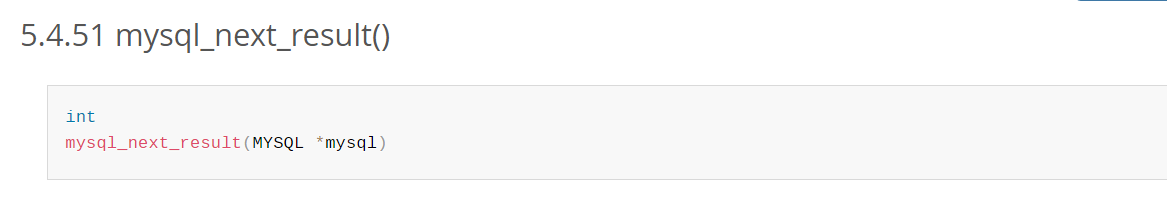 5.4.51 mysql_next_result()
int
mysql_next_result(MYSQL *mysql)